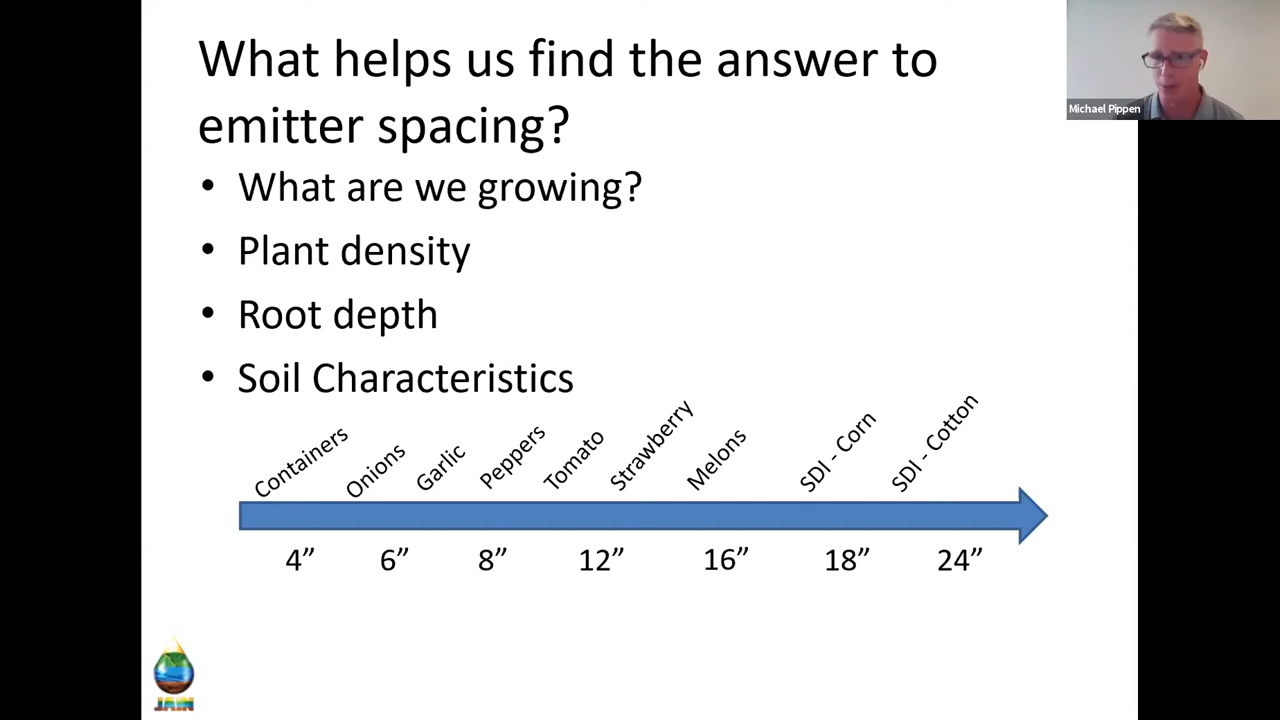 What helps us find the answer to
emitter spacing?
• What are we growing?
• Plant density
• Root depth
• Soil Characteristics
Containers
Onions
Garlic
Peppers
Tomato
Strawberry
Melons
SDI - Corn
SDI - Cotton
4”
6”
8”
12”
16”
18”
24”
JAIN
Michael Pippen